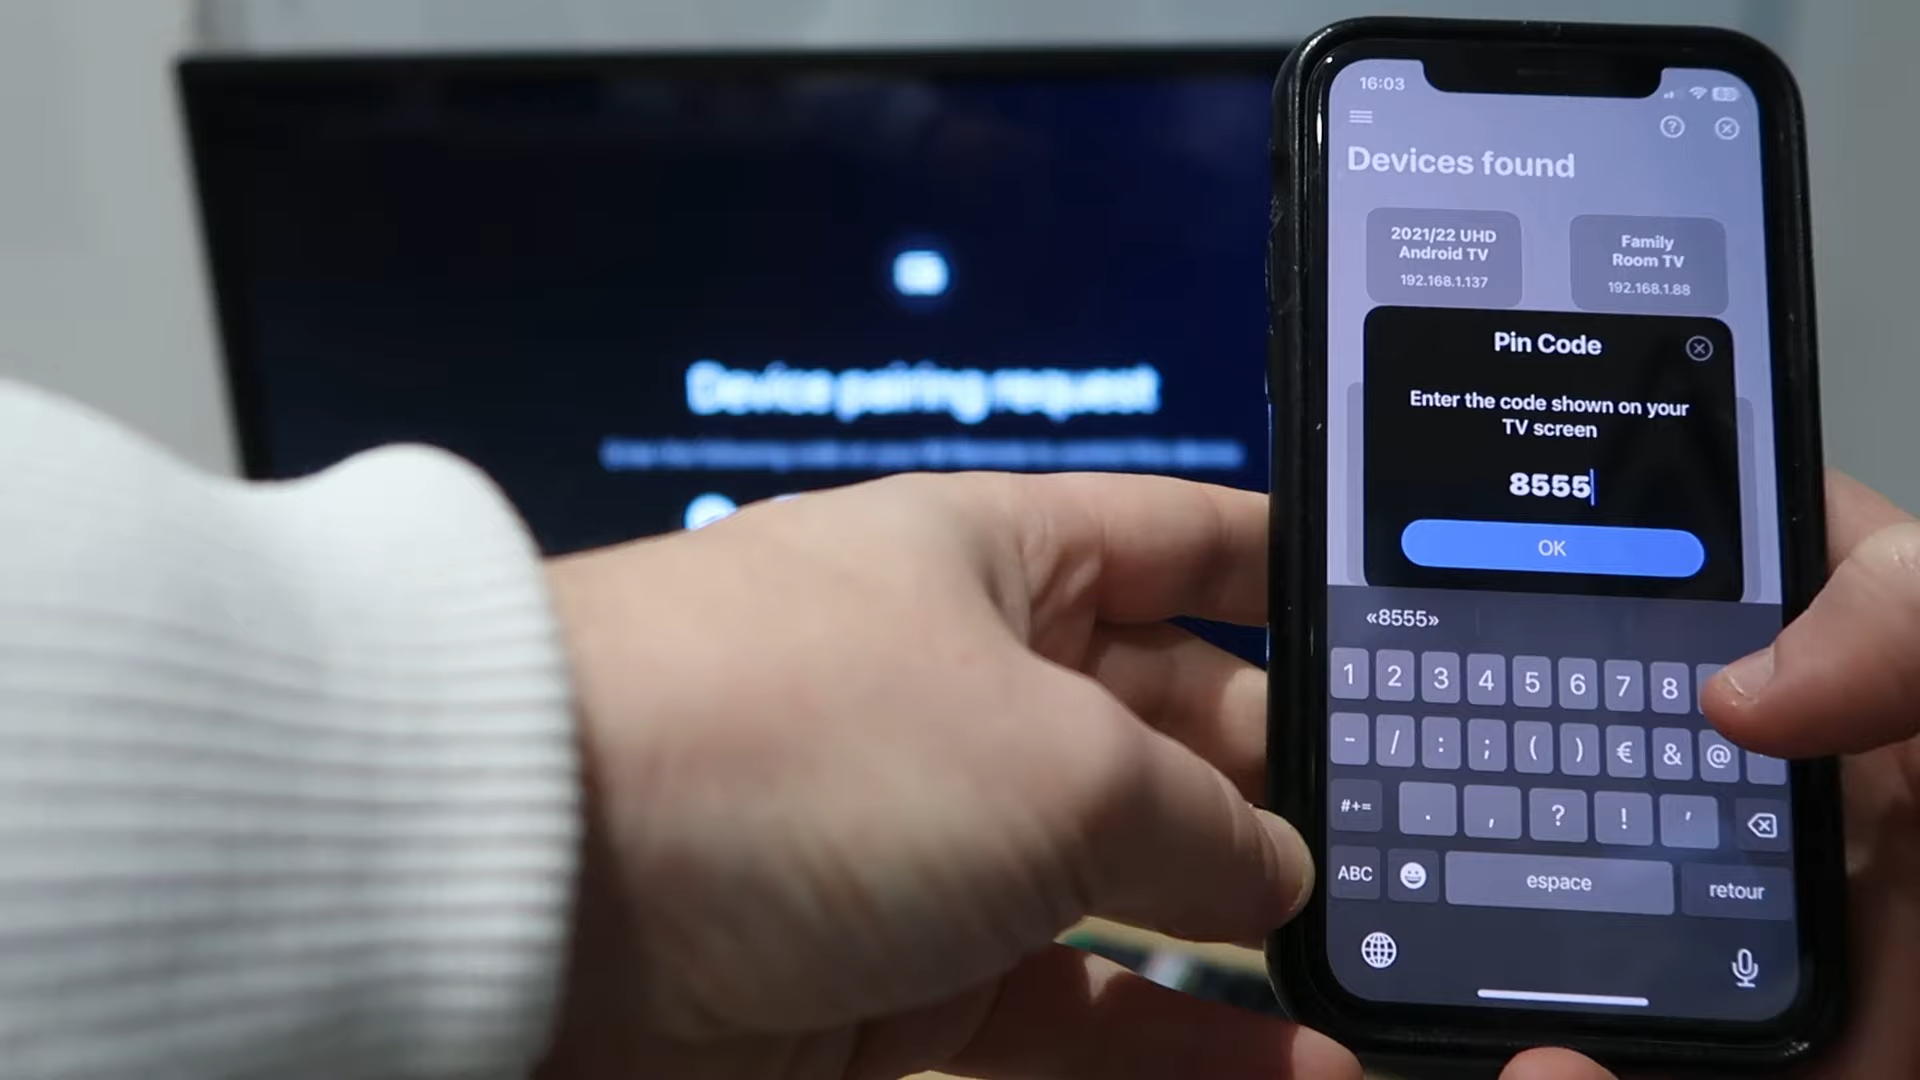 Device pairing request
16:03
Devices found
2021/22 UHD
Android TV
192.168.1.137
Family
Room TV
192.168.1.88
Pin Code
Enter the code shown on your
TV screen
8555
OK
«8555»
1 2 3 4 5 6 7 8
- / : ; ( ) € & @
#+= . , ? ! '
ABC espace retour